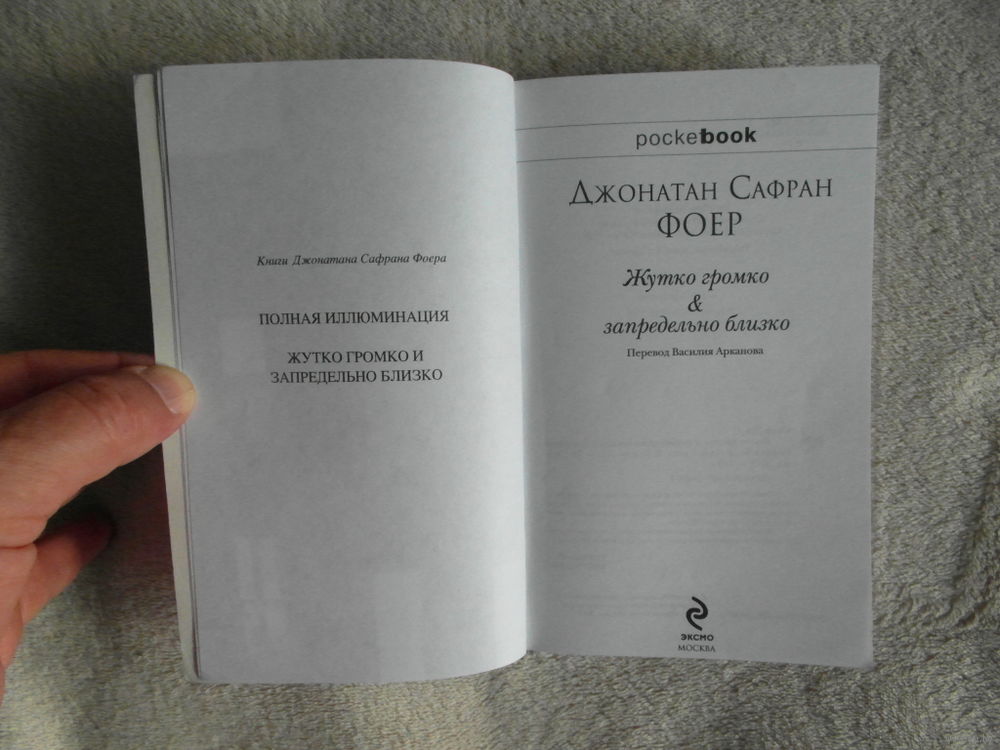 Книги Джонатана Сафрана Фоера
ПОЛНАЯ ИЛЛЮМИНАЦИЯ
ЖУТКО ГРОМКО И
ЗАПРЕДЕЛЬНО БЛИЗКО
pocketbook
Джонатан Сафран
ФОЕР
Жутко громко
&
запредельно близко
Перевод Василия Арканова
ЭКСМО
МОСКВА